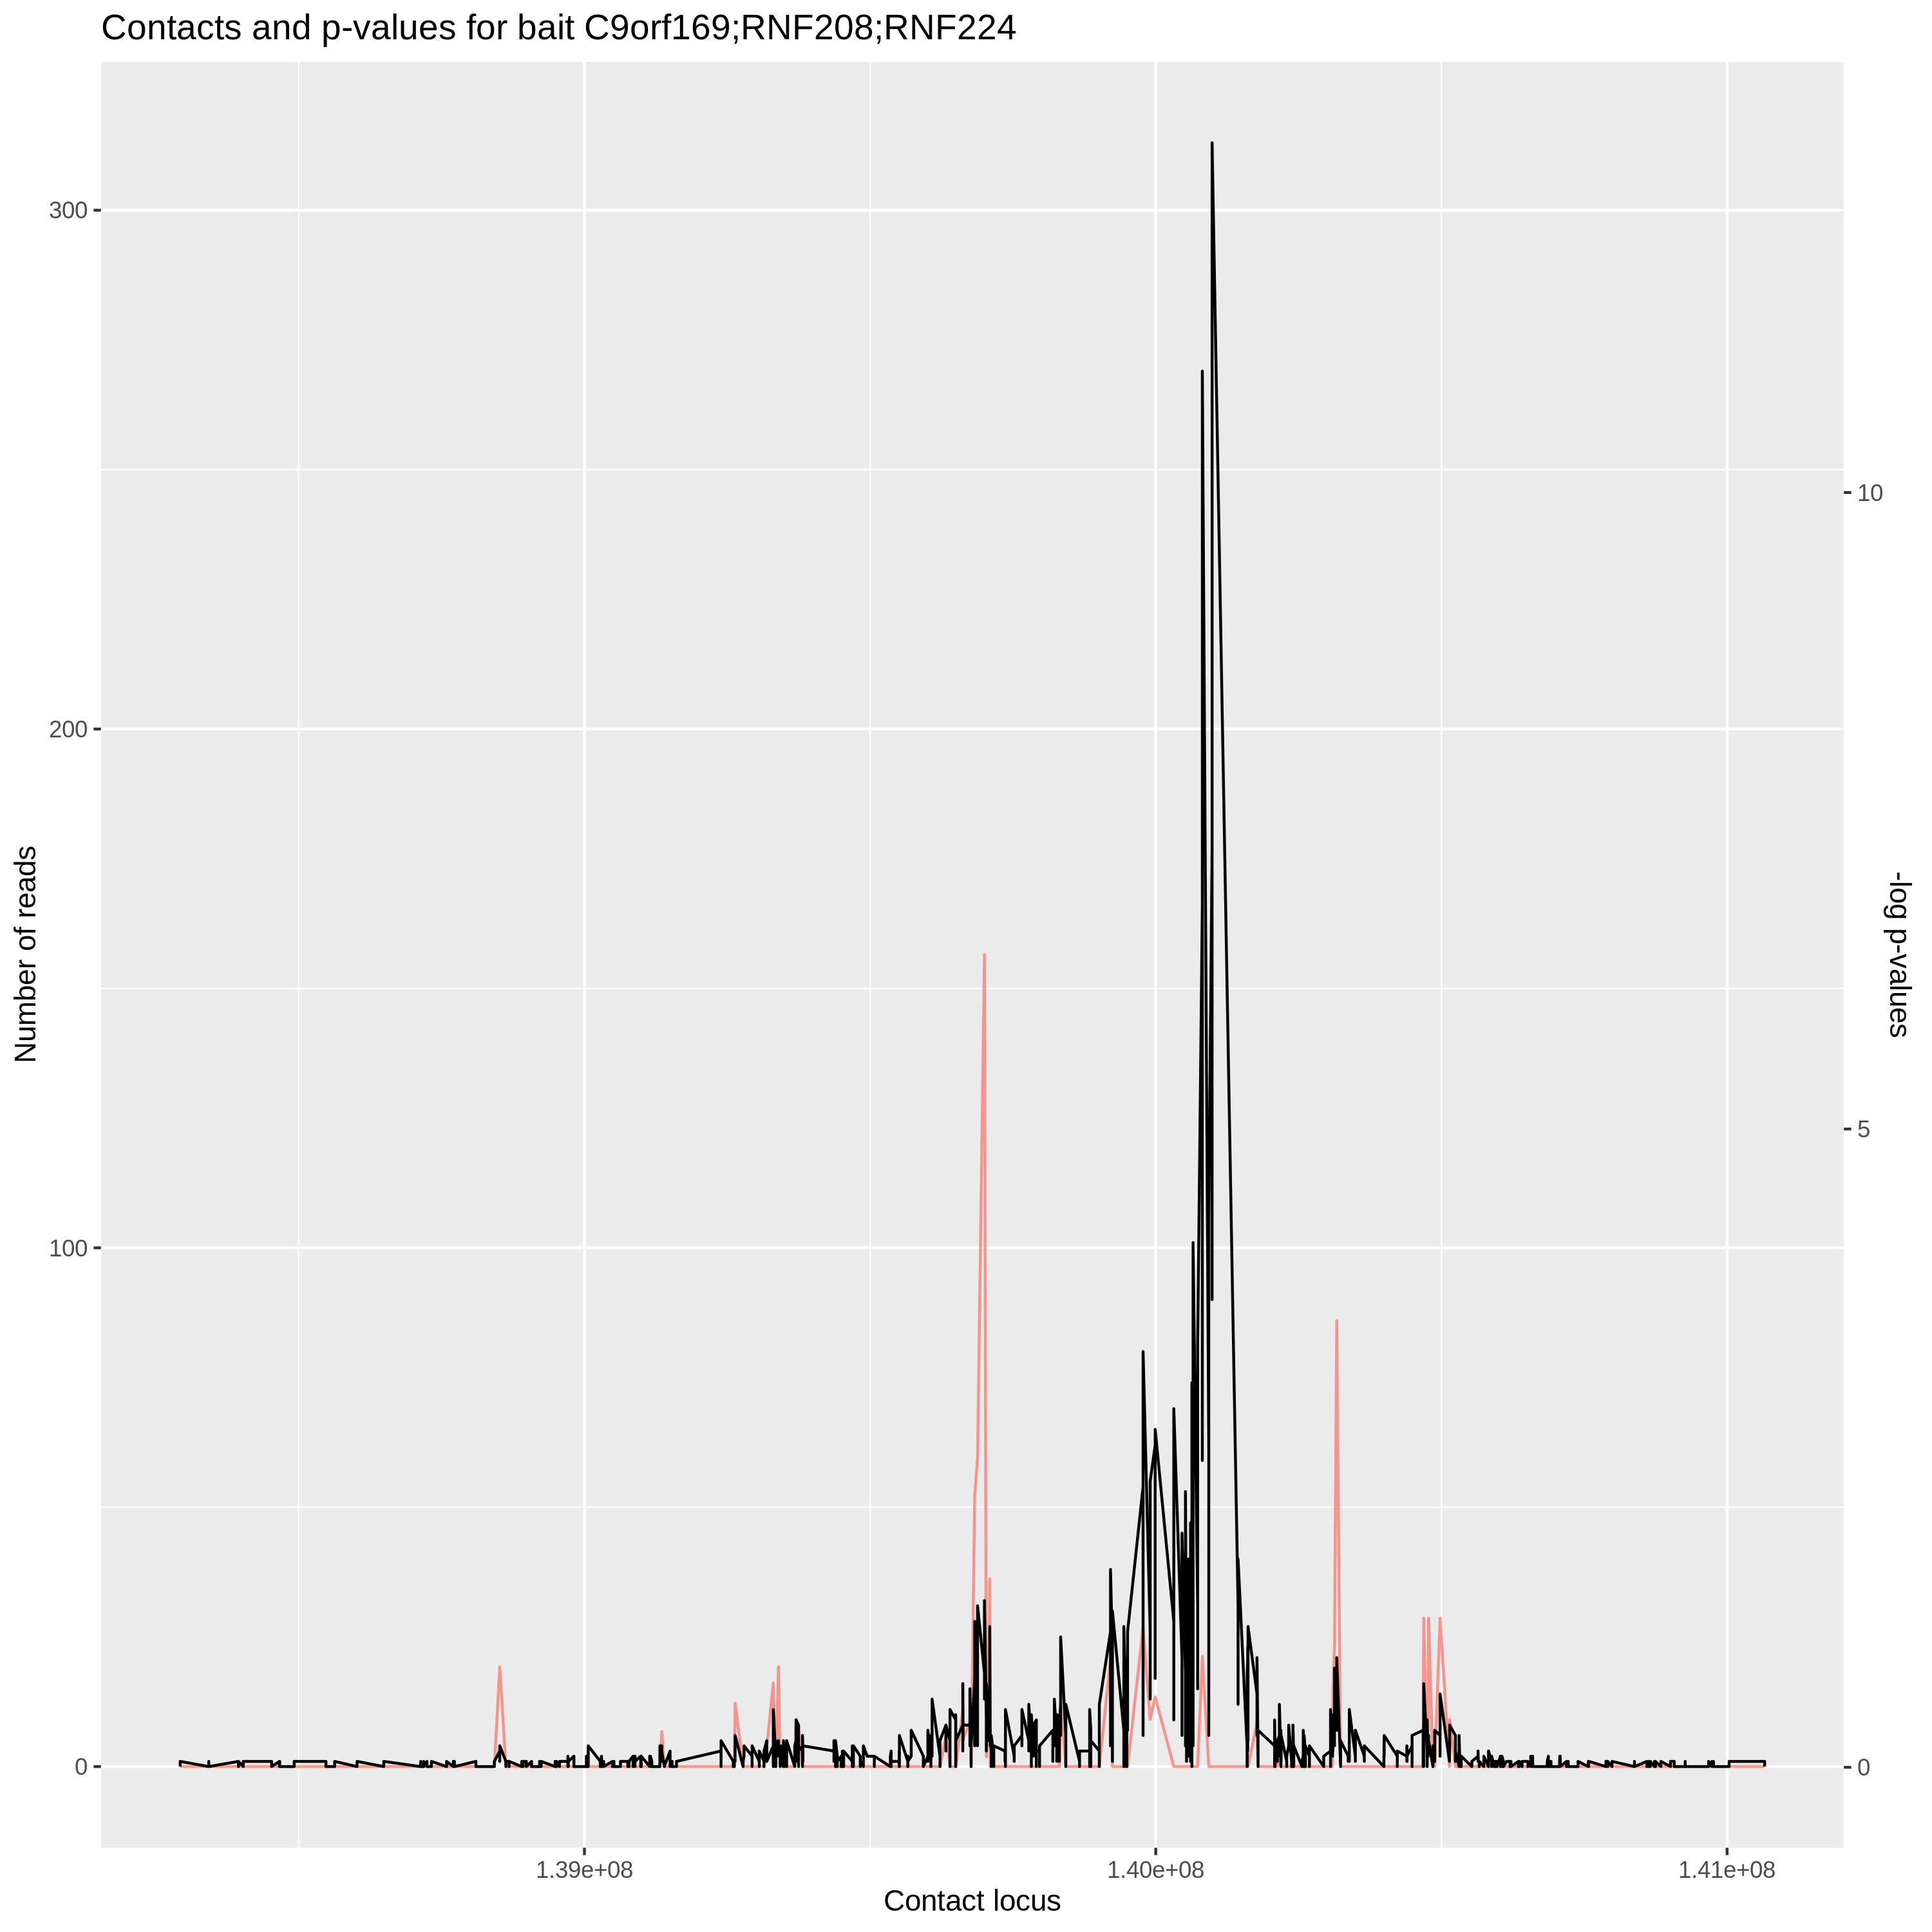 Contacts and p-values for bait C9orf169;RNF208;RNF224
300
200
100
0
Number of reads
10
5
0
-log p-values
1.39e+08
1.40e+08
1.41e+08
Contact locus